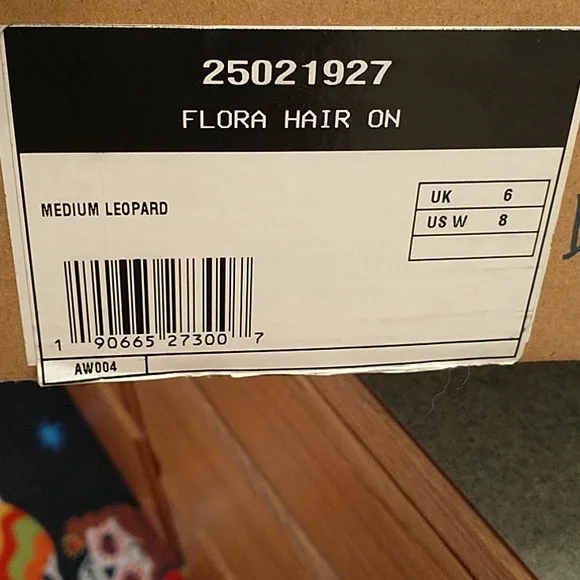 25021927
FLORA HAIR ON
MEDIUM LEOPARD
UK 6
US W 8
1 90665 27300 7
AW004